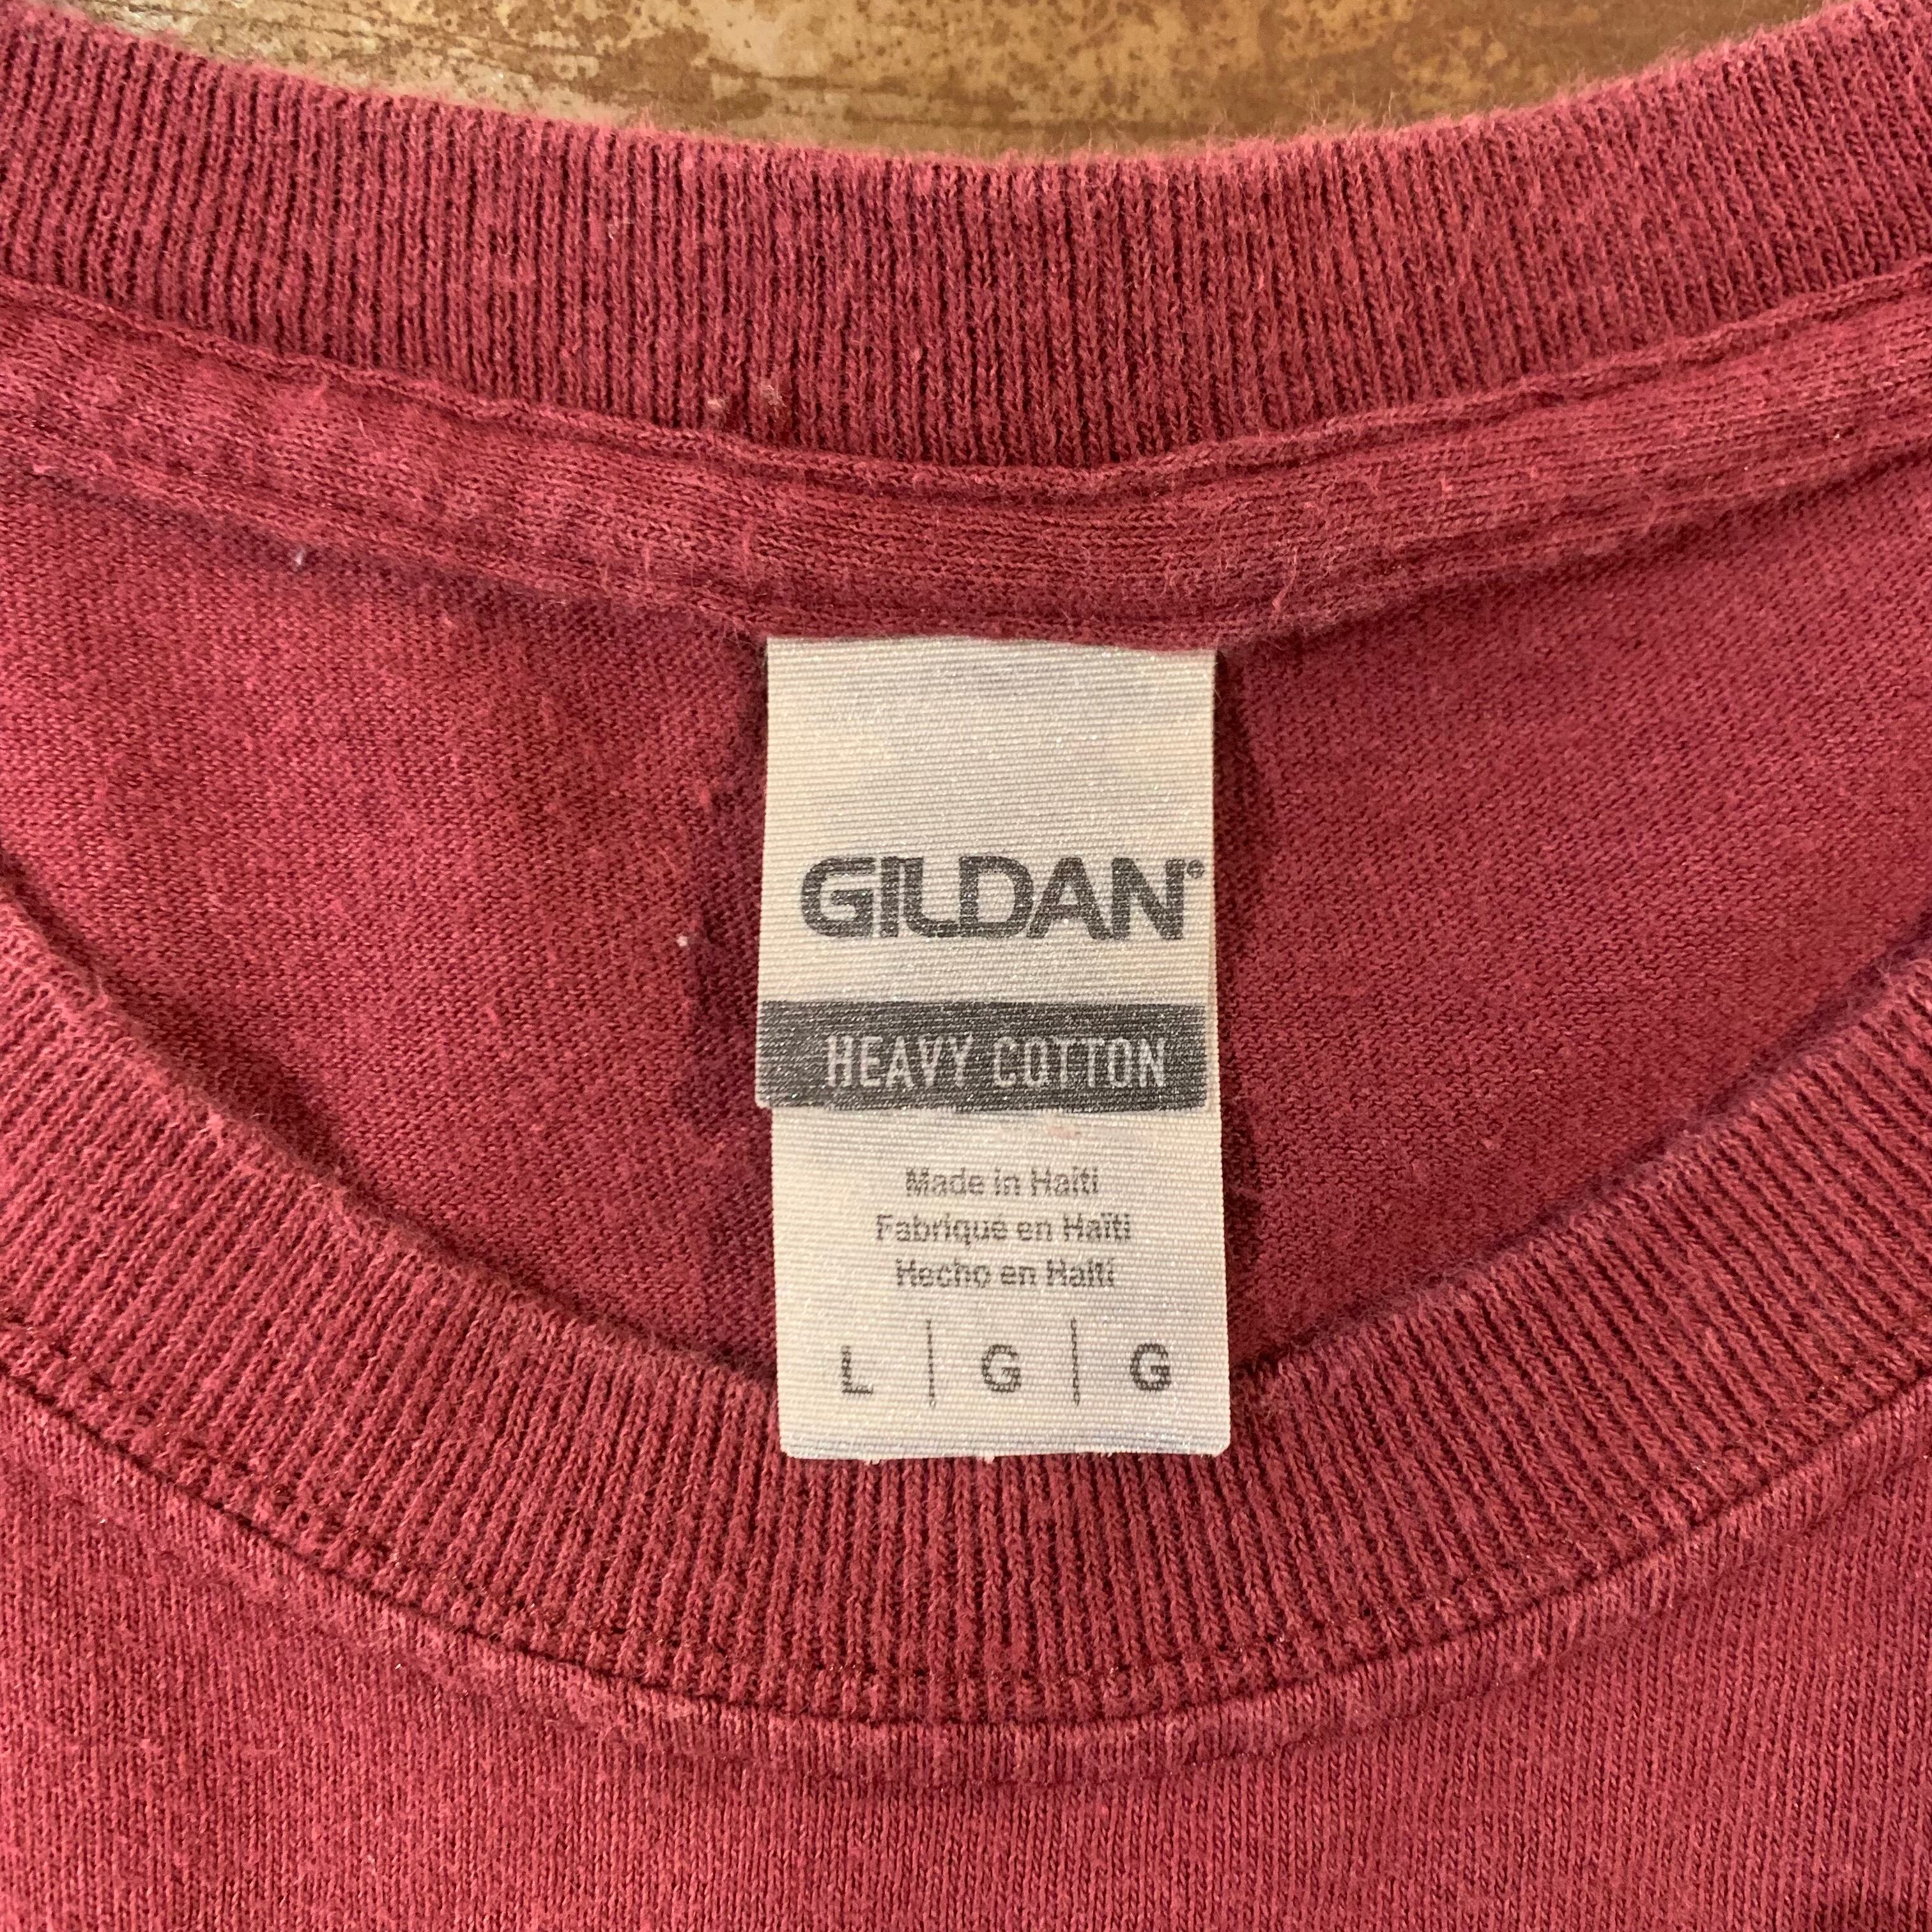 GILDAN®
HEAVY COTTON
Made in Haiti
Fabriqué en Haïti
Hecho en Haití
L | G | G